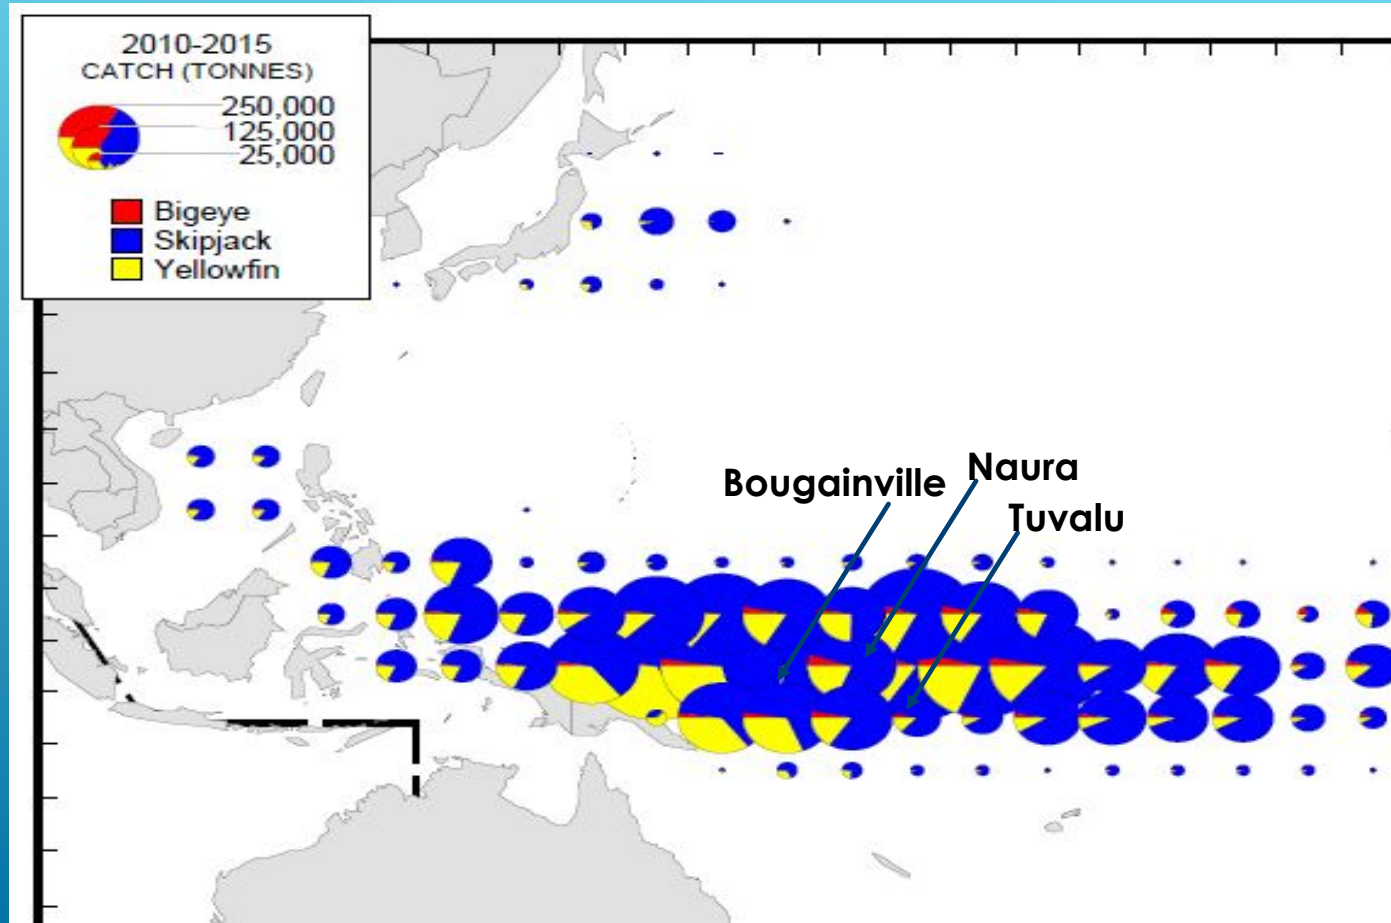 2010-2015
CATCH (TONNES)
250,000
125,000
25,000
Bigeye
Skipjack
Yellowfin
Bougainville
Naura
Tuvalu